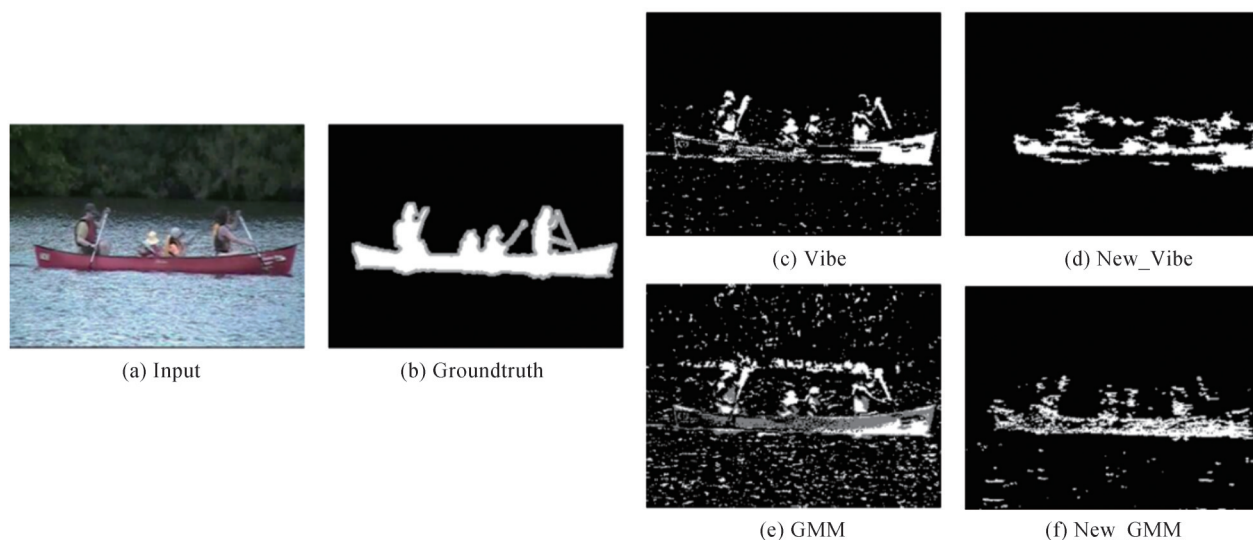 (a) Input
(b) Groundtruth
(c) Vibe
(d) New_Vibe
(e) GMM
(f) New GMM